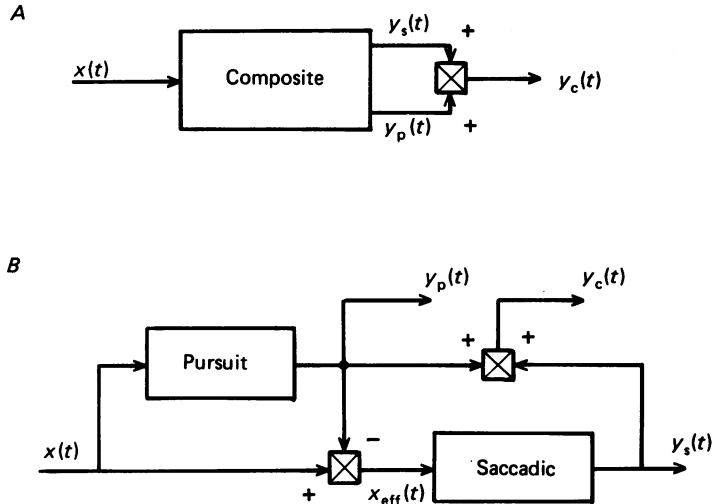 A
y_s(t)
+
x(t)
Composite
y_c(t)
y_p(t)
+
B
y_p(t)
y_c(t)
+
+
Pursuit
x(t)
−
y_s(t)
Saccadic
+
x_eff(t)